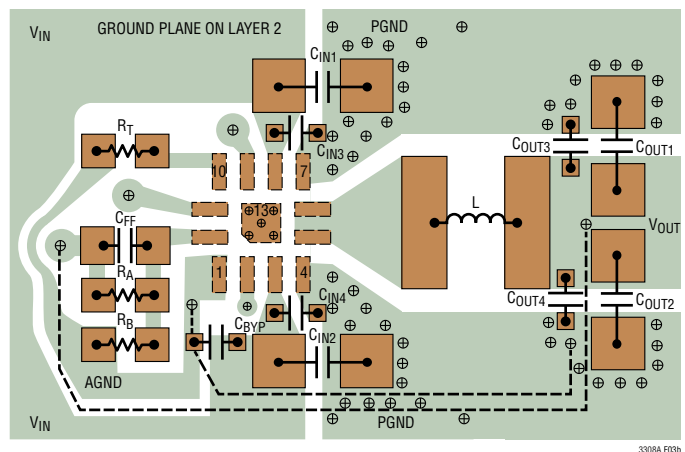 GROUND PLANE ON LAYER 2
PGND
VIN
CIN1
RT
CIN3
COUT3
COUT1
10
7
13
CFF
L
VOUT
RA
1
4
CIN4
COUT4
COUT2
RB
CBYP
CIN2
AGND
VIN
PGND
3308A F03b